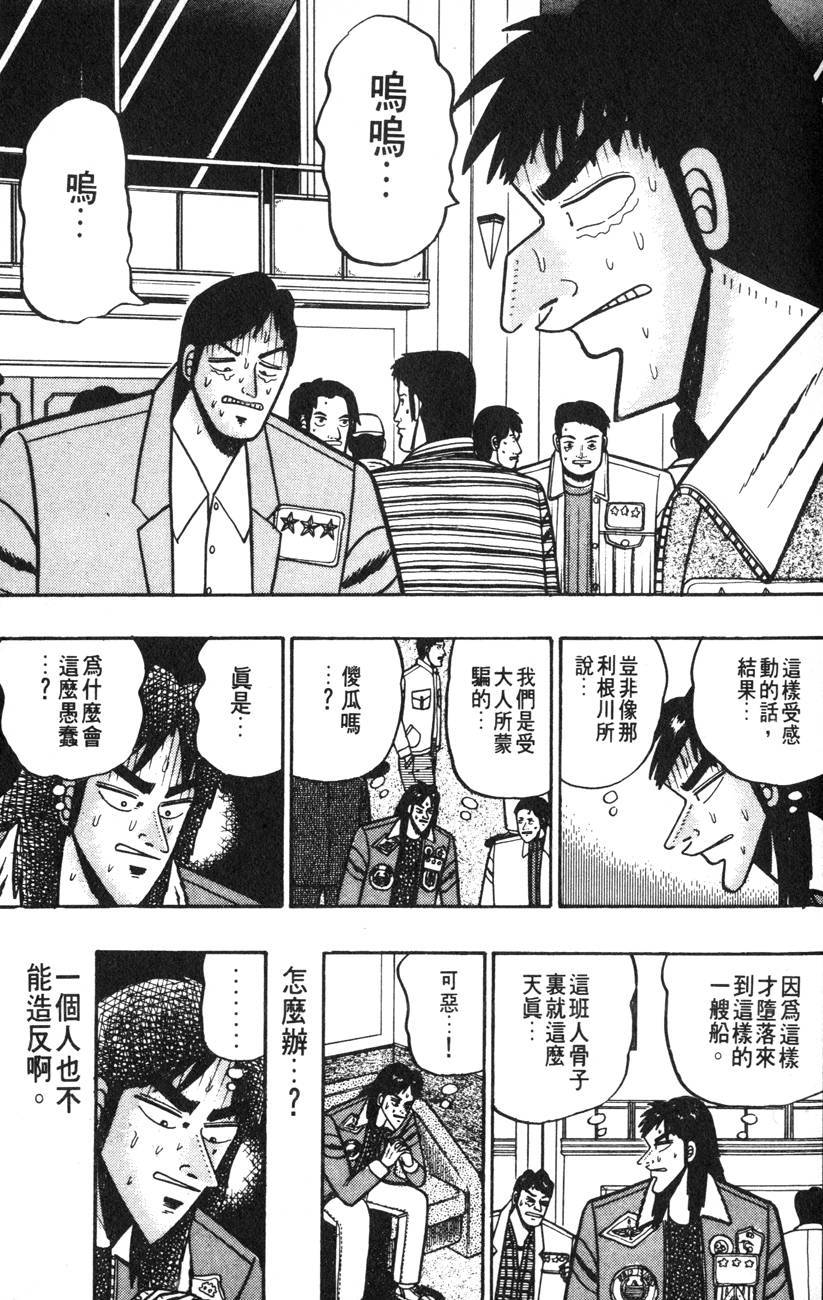 嗚嗚…
嗚…
這樣受感
動的話，
結果…
豈非像那
利根川所
說…
我們是受
大人所蒙
騙的…
傻瓜嗎
…？
眞是…
爲什麼會
這麼愚蠢
…？
因爲這樣
才墮落來
到這樣的
一艘船。
這班人骨子
裏就這麼
天眞…
可惡…！
怎麼辦…？
………
一個人也不
能造反啊。